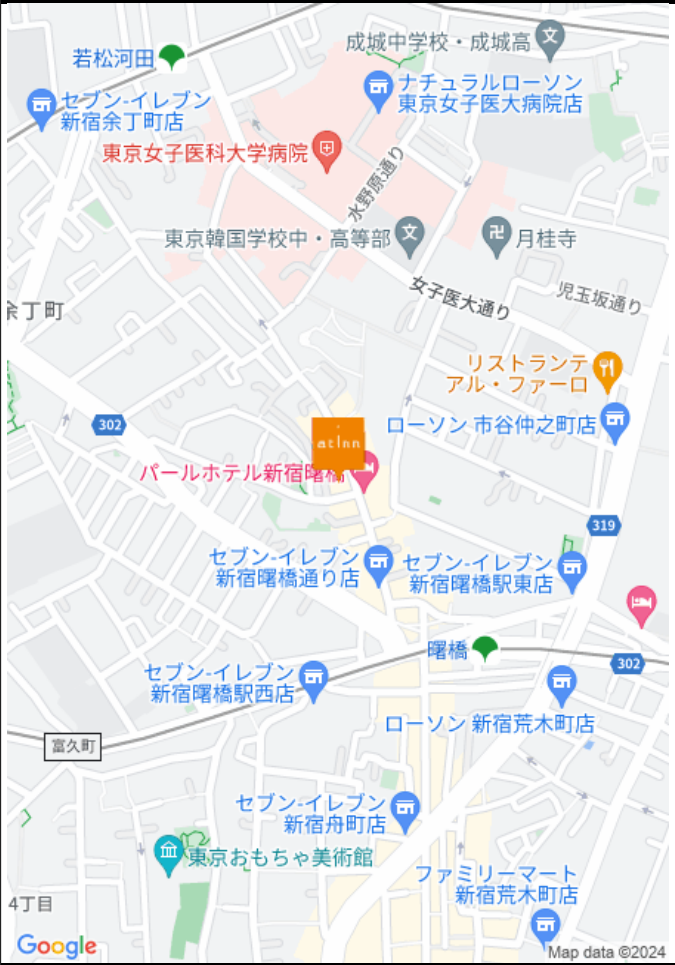 成城中学校・成城高
若松河田
ナチュラルローソン
東京女子医大病院店
セブン-イレブン
新宿余丁町店
東京女子医科大学病院
水野原通り
東京韓国学校中・高等部
月桂寺
女子医大通り
児玉坂通り
余丁町
リストランテ
アル・ファーロ
302
ローソン 市谷仲之町店
at Inn
パールホテル新宿曙橋
319
セブン-イレブン
新宿曙橋通り店
セブン-イレブン
新宿曙橋駅東店
曙橋
302
セブン-イレブン
新宿曙橋駅西店
ローソン 新宿荒木町店
富久町
セブン-イレブン
新宿舟町店
東京おもちゃ美術館
ファミリーマート
新宿荒木町店
4丁目
Google
Map data ©2024